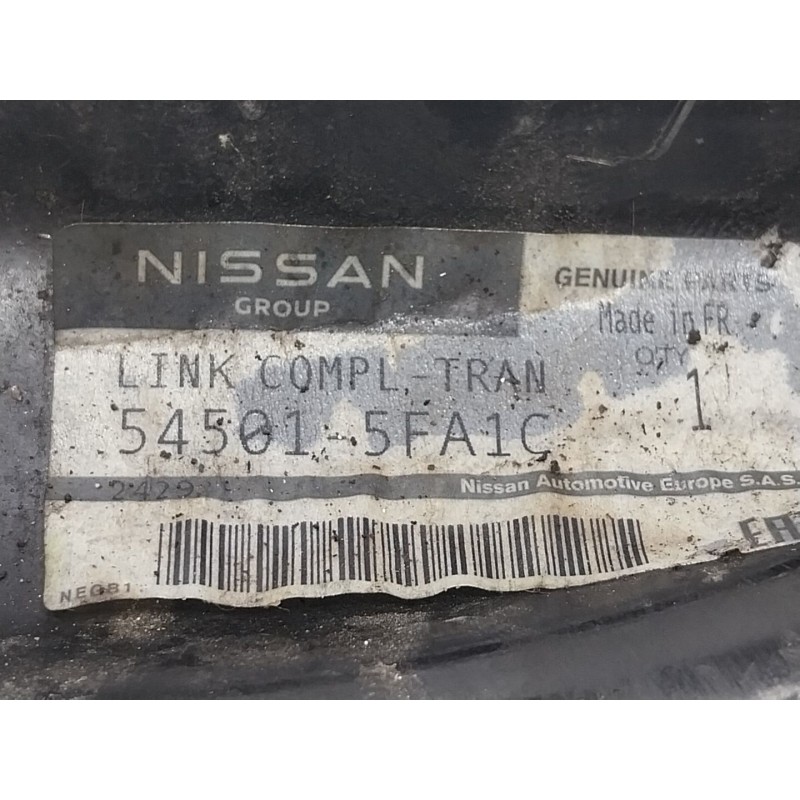 NISSAN
GROUP
GENUINE PARTS
Made in FR.
LINK COMPL-TRAN
QTY
54501-5FA1C
1
2429
Nissan Automotive Europe S.A.S.
EAC
NEG81